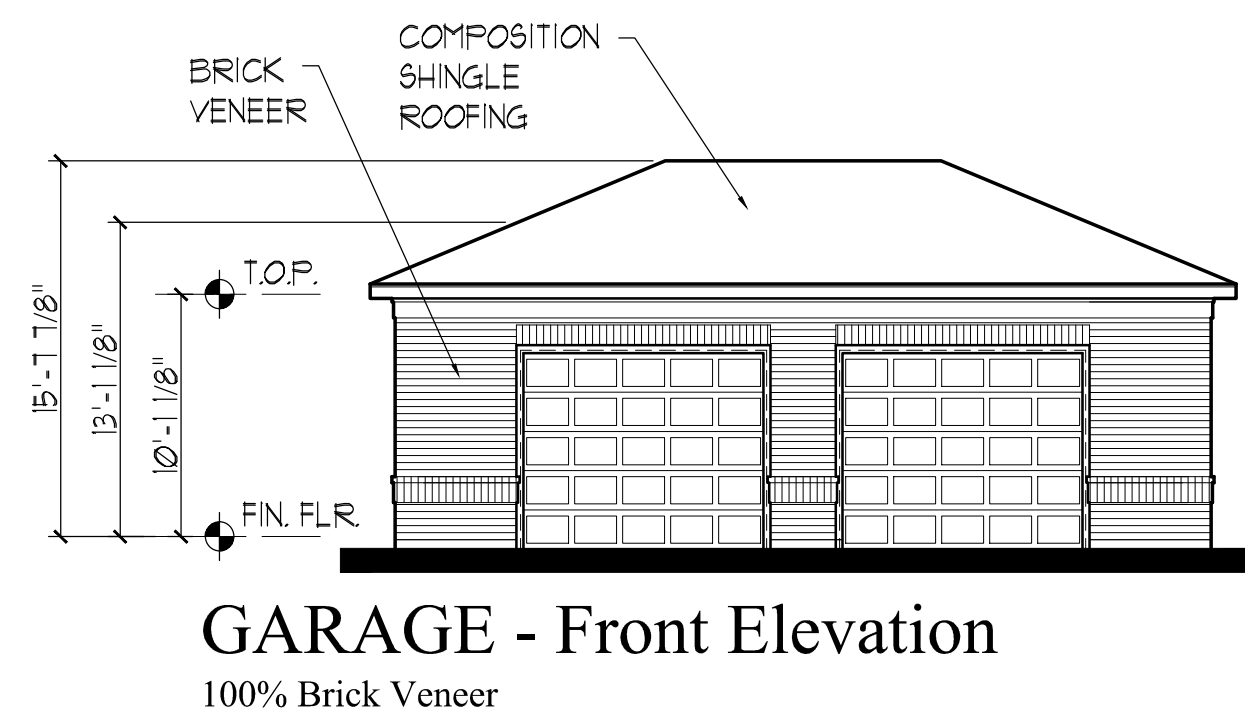 COMPOSITION
SHINGLE
ROOFING
BRICK
VENEER
T.O.P.
15'-7 7/8"
13'-1 1/8"
10'-1 1/8"
FIN. FLR.
GARAGE - Front Elevation
100% Brick Veneer